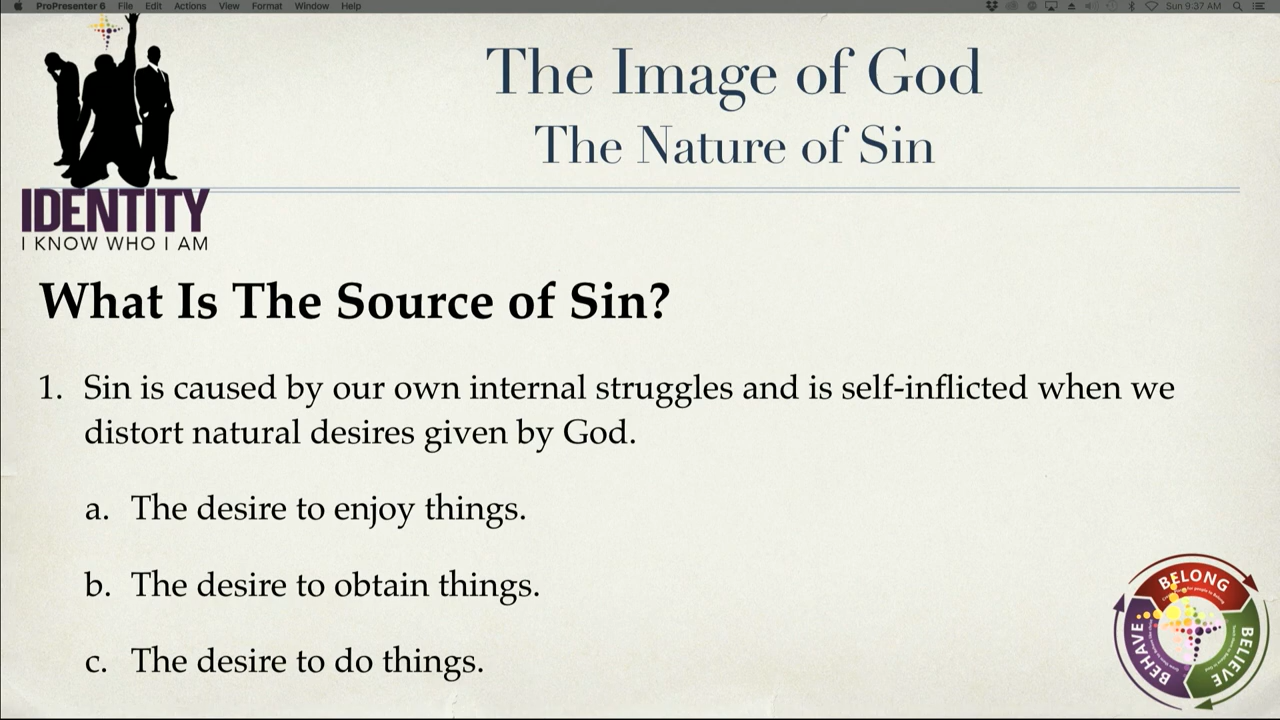 ProPresenter 6 File Edit Actions View Format Window Help Sun 9:37 AM
The Image of God
The Nature of Sin
IDENTITY
I KNOW WHO I AM
What Is The Source of Sin?
1. Sin is caused by our own internal struggles and is self-inflicted when we
distort natural desires given by God.
a. The desire to enjoy things.
b. The desire to obtain things.
c. The desire to do things.
BELONG
BELIEVE
BEHAVE